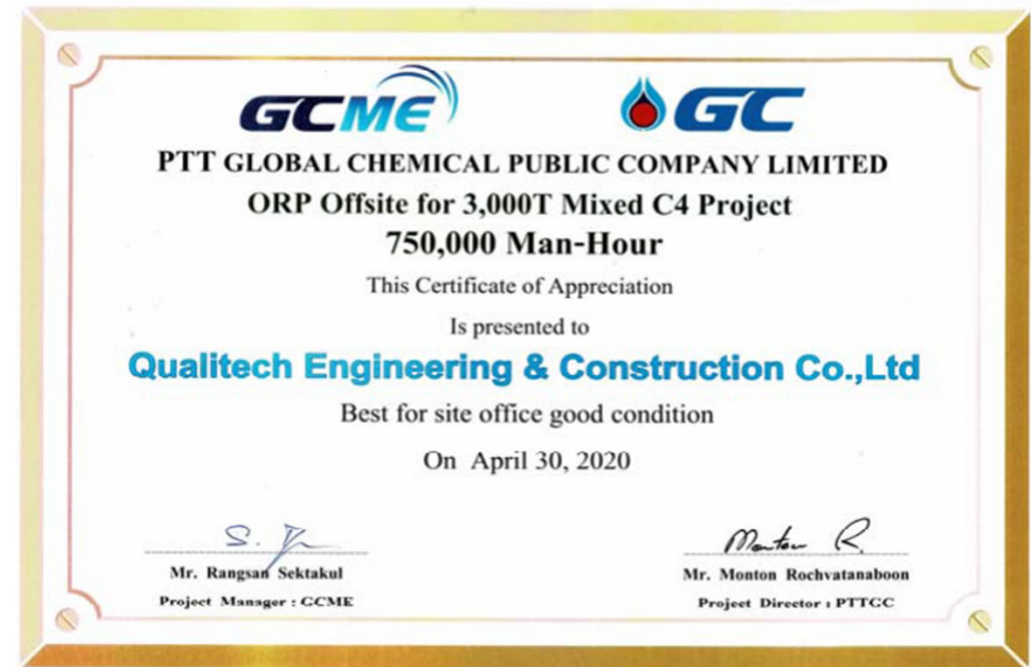 GCME GC
PTT GLOBAL CHEMICAL PUBLIC COMPANY LIMITED
ORP Offsite for 3,000T Mixed C4 Project
750,000 Man-Hour
This Certificate of Appreciation
Is presented to
Qualitech Engineering & Construction Co.,Ltd
Best for site office good condition
On April 30, 2020
S. Monton R.
Mr. Rangsan Sektakul Mr. Monton Rochvatanaboon
Project Manager : GCME Project Director : PTTGC